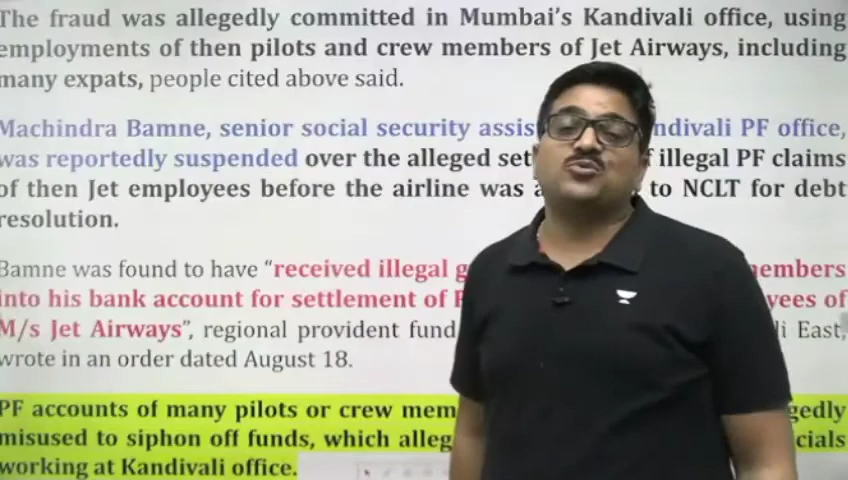 The fraud was allegedly committed in Mumbai's Kandivali office, using
employments of then pilots and crew members of Jet Airways, including
many expats, people cited above said.
Machindra Bamne, senior social security assis ndivali PF office,
was reportedly suspended over the alleged set f illegal PF claims
of then Jet employees before the airline was a to NCLT for debt
resolution.
Bamne was found to have "received illegal g members
into his bank account for settlement of yees of
M/s Jet Airways", regional provident fund i East,
wrote in an order dated August 18.
PF accounts of many pilots or crew mem gedly
misused to siphon off funds, which alleg cials
working at Kandivali office.